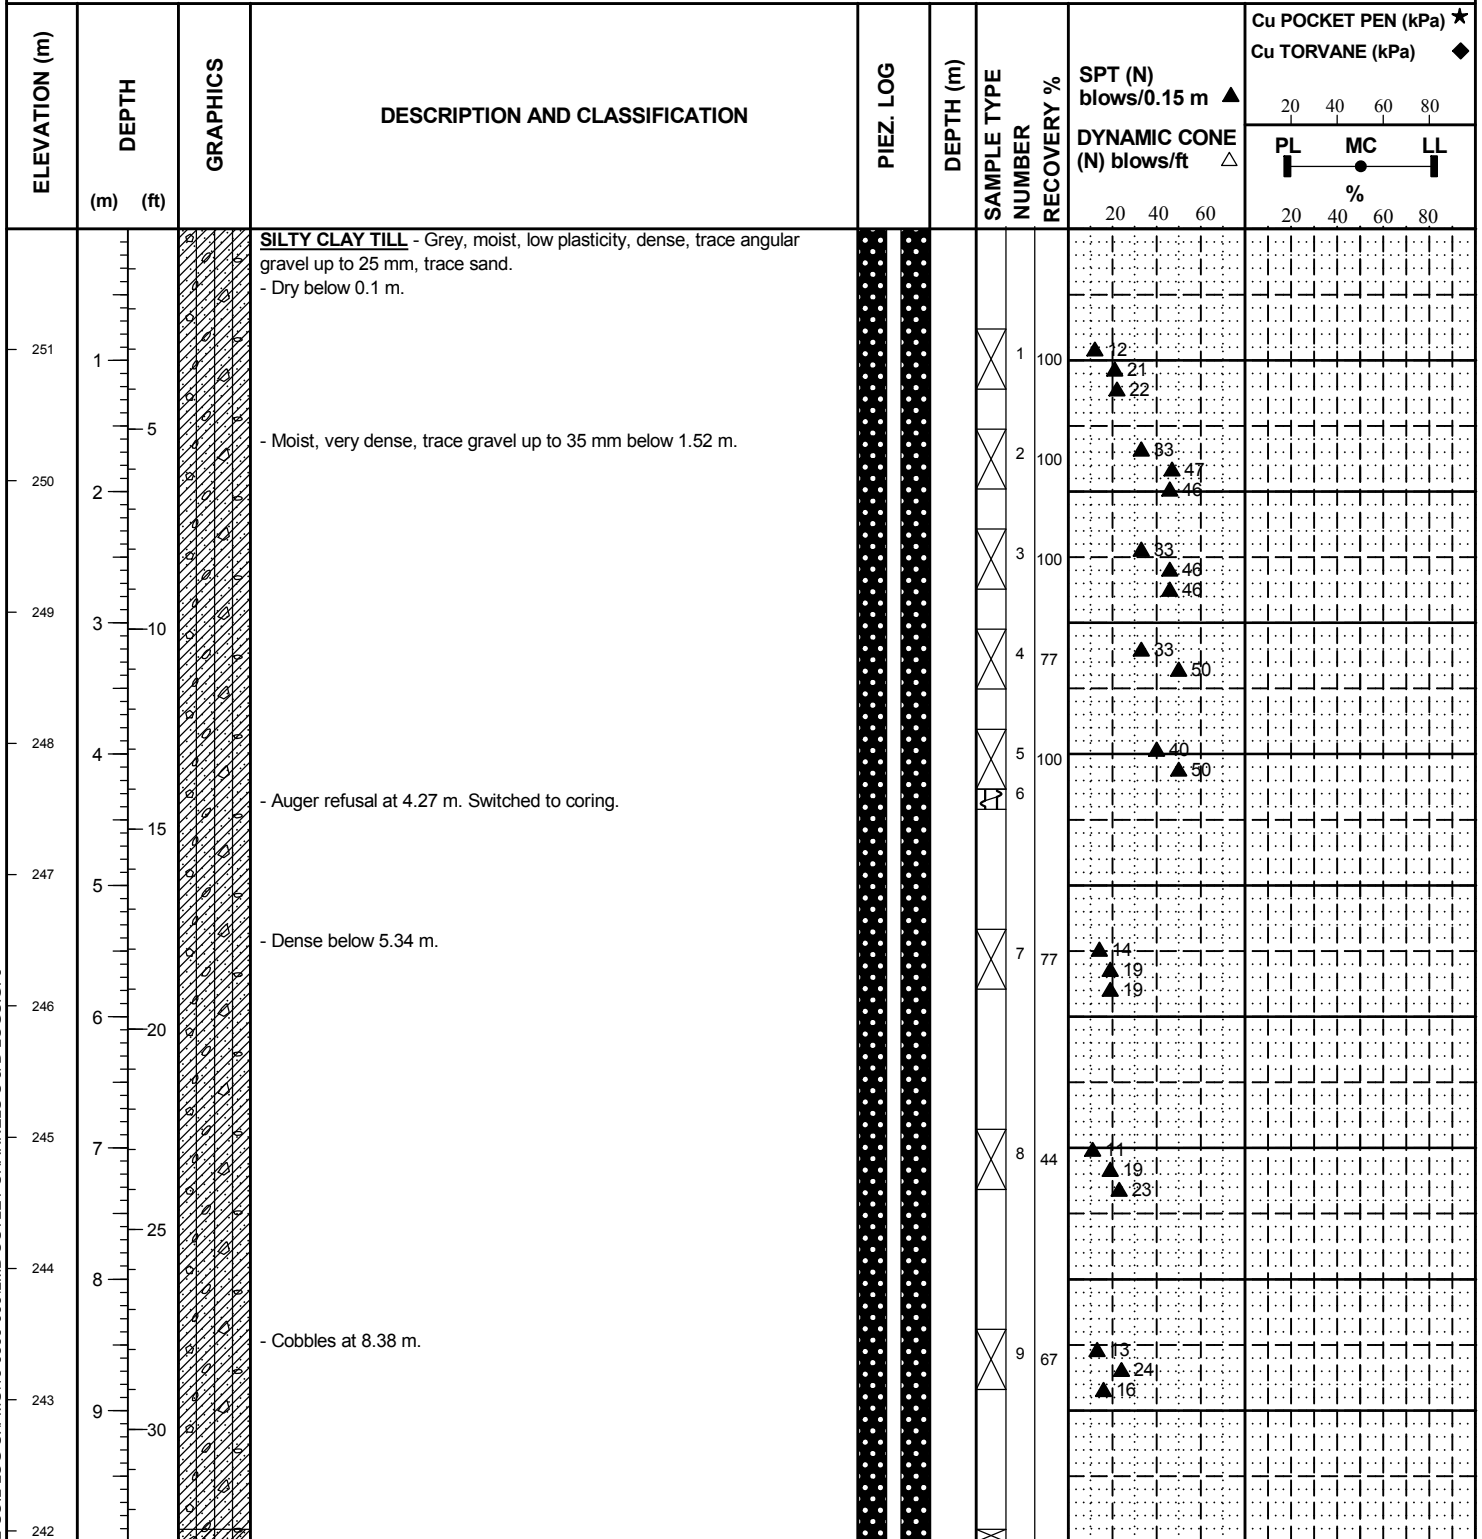 ELEVATION (m)
DEPTH
(m) (ft)
GRAPHICS
DESCRIPTION AND CLASSIFICATION
PIEZ. LOG
DEPTH (m)
SAMPLE TYPE
NUMBER
RECOVERY %
SPT (N)
blows/0.15 m ▲
DYNAMIC CONE
(N) blows/ft △
20 40 60
Cu POCKET PEN (kPa) ★
Cu TORVANE (kPa) ◆
20 40 60 80
PL MC LL
%
20 40 60 80
SILTY CLAY TILL - Grey, moist, low plasticity, dense, trace angular
gravel up to 25 mm, trace sand.
- Dry below 0.1 m.
251
1
1
100
12
21
22
5
- Moist, very dense, trace gravel up to 35 mm below 1.52 m.
2
100
33
47
46
250
2
3
100
33
46
46
249
3
10
4
77
33
50
248
4
5
100
40
50
- Auger refusal at 4.27 m. Switched to coring.
6
15
247
5
- Dense below 5.34 m.
7
77
14
19
19
246
6
20
245
7
8
44
11
19
23
25
244
8
- Cobbles at 8.38 m.
9
67
13
24
16
243
9
30
242